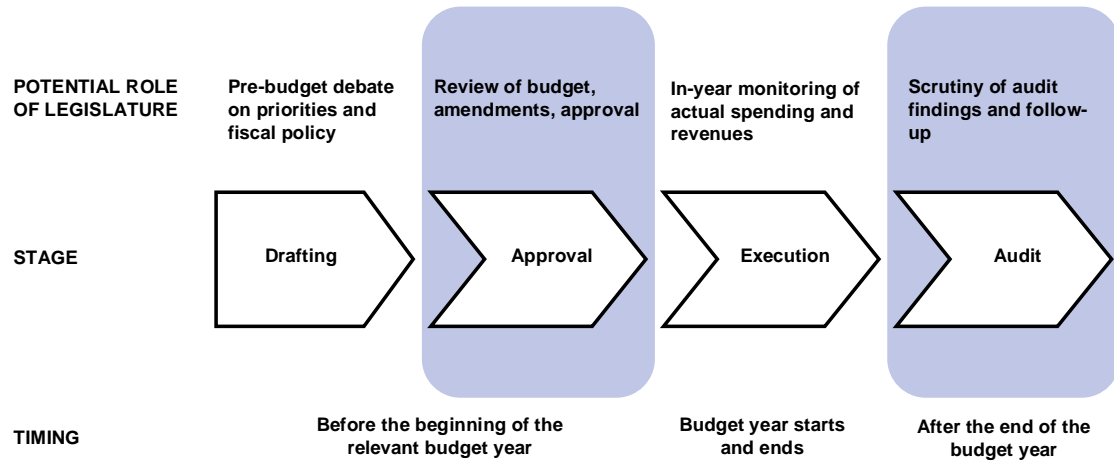 POTENTIAL ROLE
OF LEGISLATURE
Pre-budget debate
on priorities and
fiscal policy
Review of budget,
amendments, approval
In-year monitoring of
actual spending and
revenues
Scrutiny of audit
findings and follow-
up
STAGE
Drafting
Approval
Execution
Audit
TIMING
Before the beginning of the
relevant budget year
Budget year starts
and ends
After the end of the
budget year